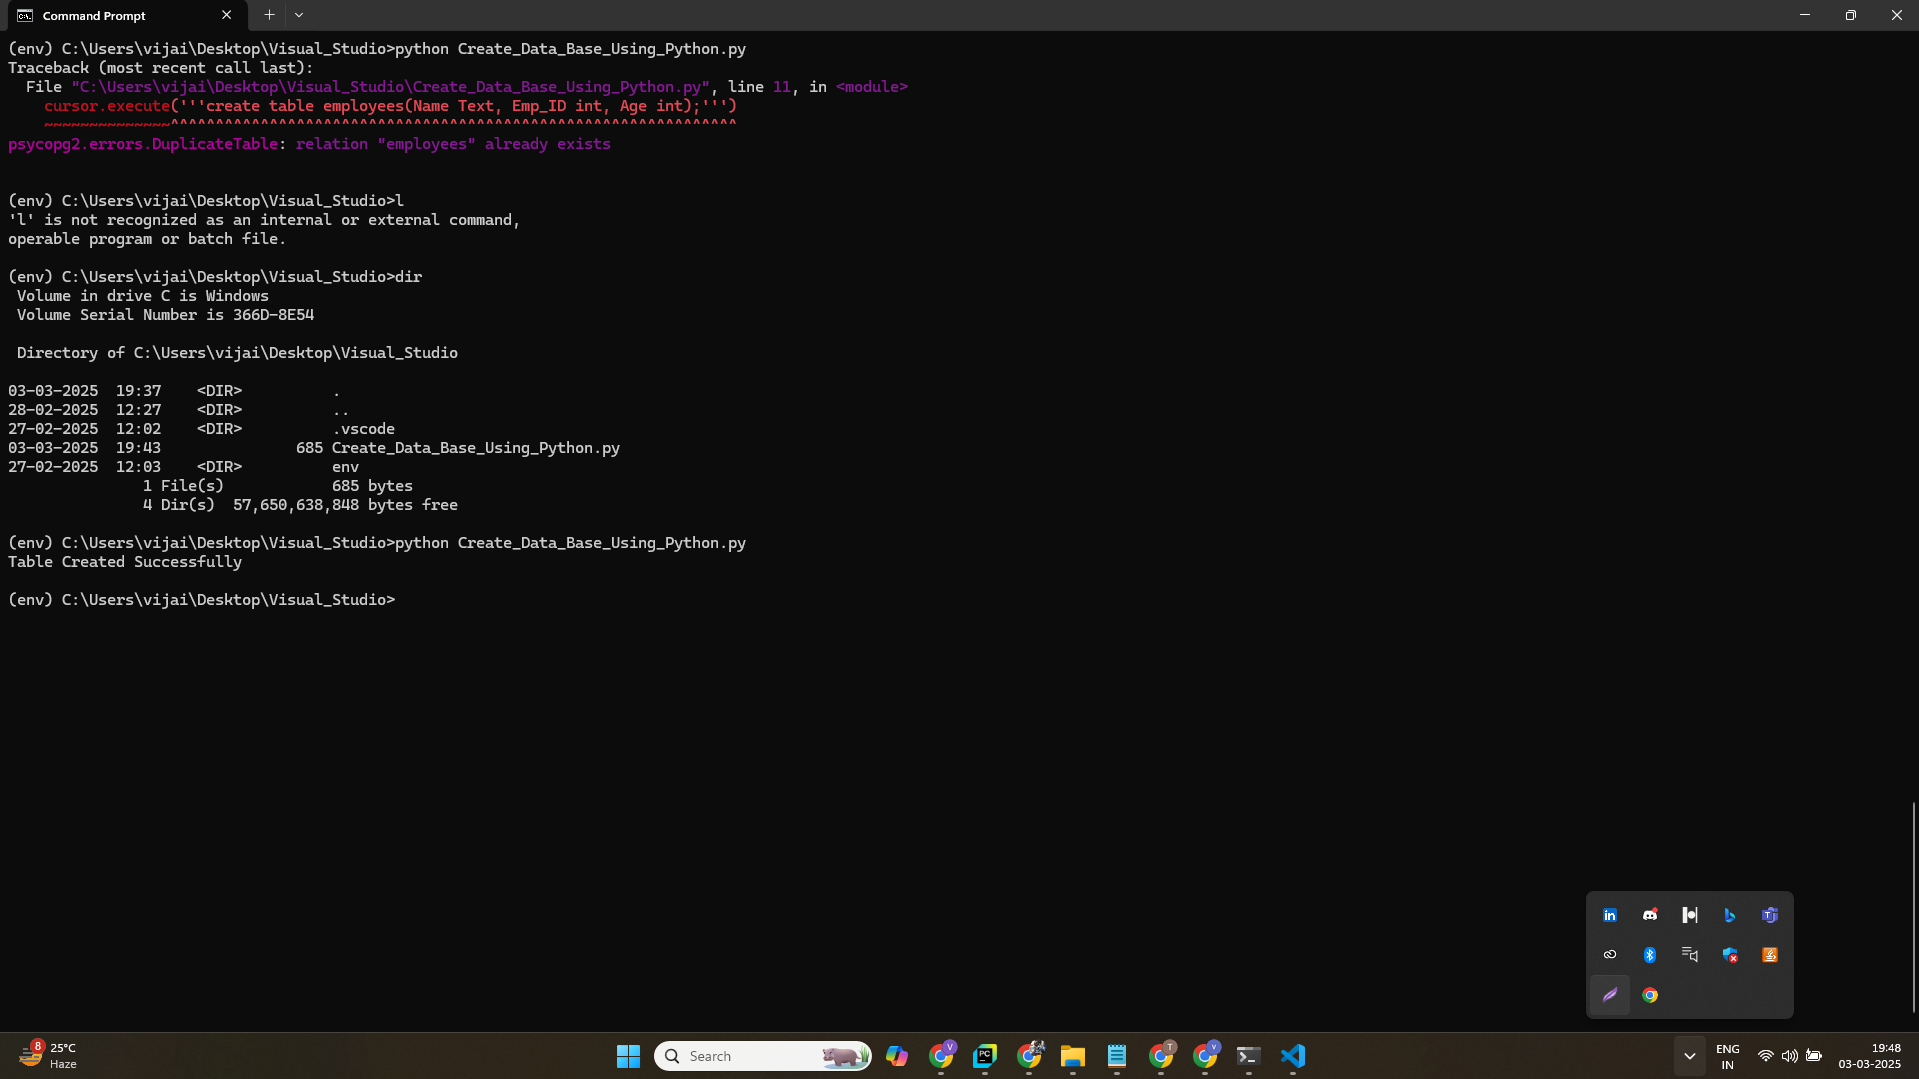 Command Prompt
(env) C:\Users\vijai\Desktop\Visual_Studio>python Create_Data_Base_Using_Python.py
Traceback (most recent call last):
  File "C:\Users\vijai\Desktop\Visual_Studio\Create_Data_Base_Using_Python.py", line 11, in <module>
    cursor.execute('''create table employees(Name Text, Emp_ID int, Age int);''')
    ~~~~~~~~~~~~~~^^^^^^^^^^^^^^^^^^^^^^^^^^^^^^^^^^^^^^^^^^^^^^^^^^^^^^^^^^^^^^^
psycopg2.errors.DuplicateTable: relation "employees" already exists
(env) C:\Users\vijai\Desktop\Visual_Studio>l
'l' is not recognized as an internal or external command,
operable program or batch file.
(env) C:\Users\vijai\Desktop\Visual_Studio>dir
 Volume in drive C is Windows
 Volume Serial Number is 366D-8E54
 Directory of C:\Users\vijai\Desktop\Visual_Studio
03-03-2025  19:37    <DIR>          .
28-02-2025  12:27    <DIR>          ..
27-02-2025  12:02    <DIR>          .vscode
03-03-2025  19:43               685 Create_Data_Base_Using_Python.py
27-02-2025  12:03    <DIR>          env
               1 File(s)            685 bytes
               4 Dir(s)  57,650,638,848 bytes free
(env) C:\Users\vijai\Desktop\Visual_Studio>python Create_Data_Base_Using_Python.py
Table Created Successfully
(env) C:\Users\vijai\Desktop\Visual_Studio>
8
25°C
Haze
Search
ENG
IN
19:48
03-03-2025